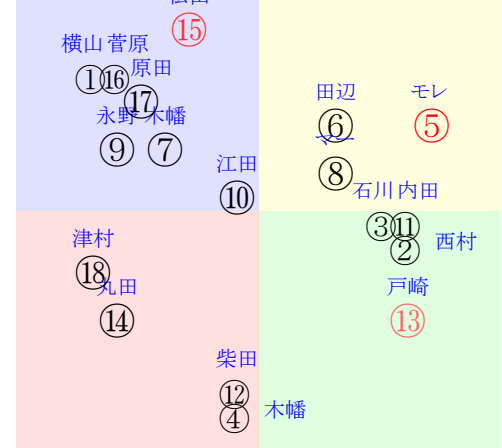 ⑮
横山 菅原
①⑯ 原田
⑰
永野 木幡
⑨ ⑦
田辺 モレ
⑥ ⑤
江田
⑩
⑧
石川 内田
③⑪
② 西村
津村
⑱
丸田
⑭
戸崎
⑬
柴田
⑫
④ 木幡